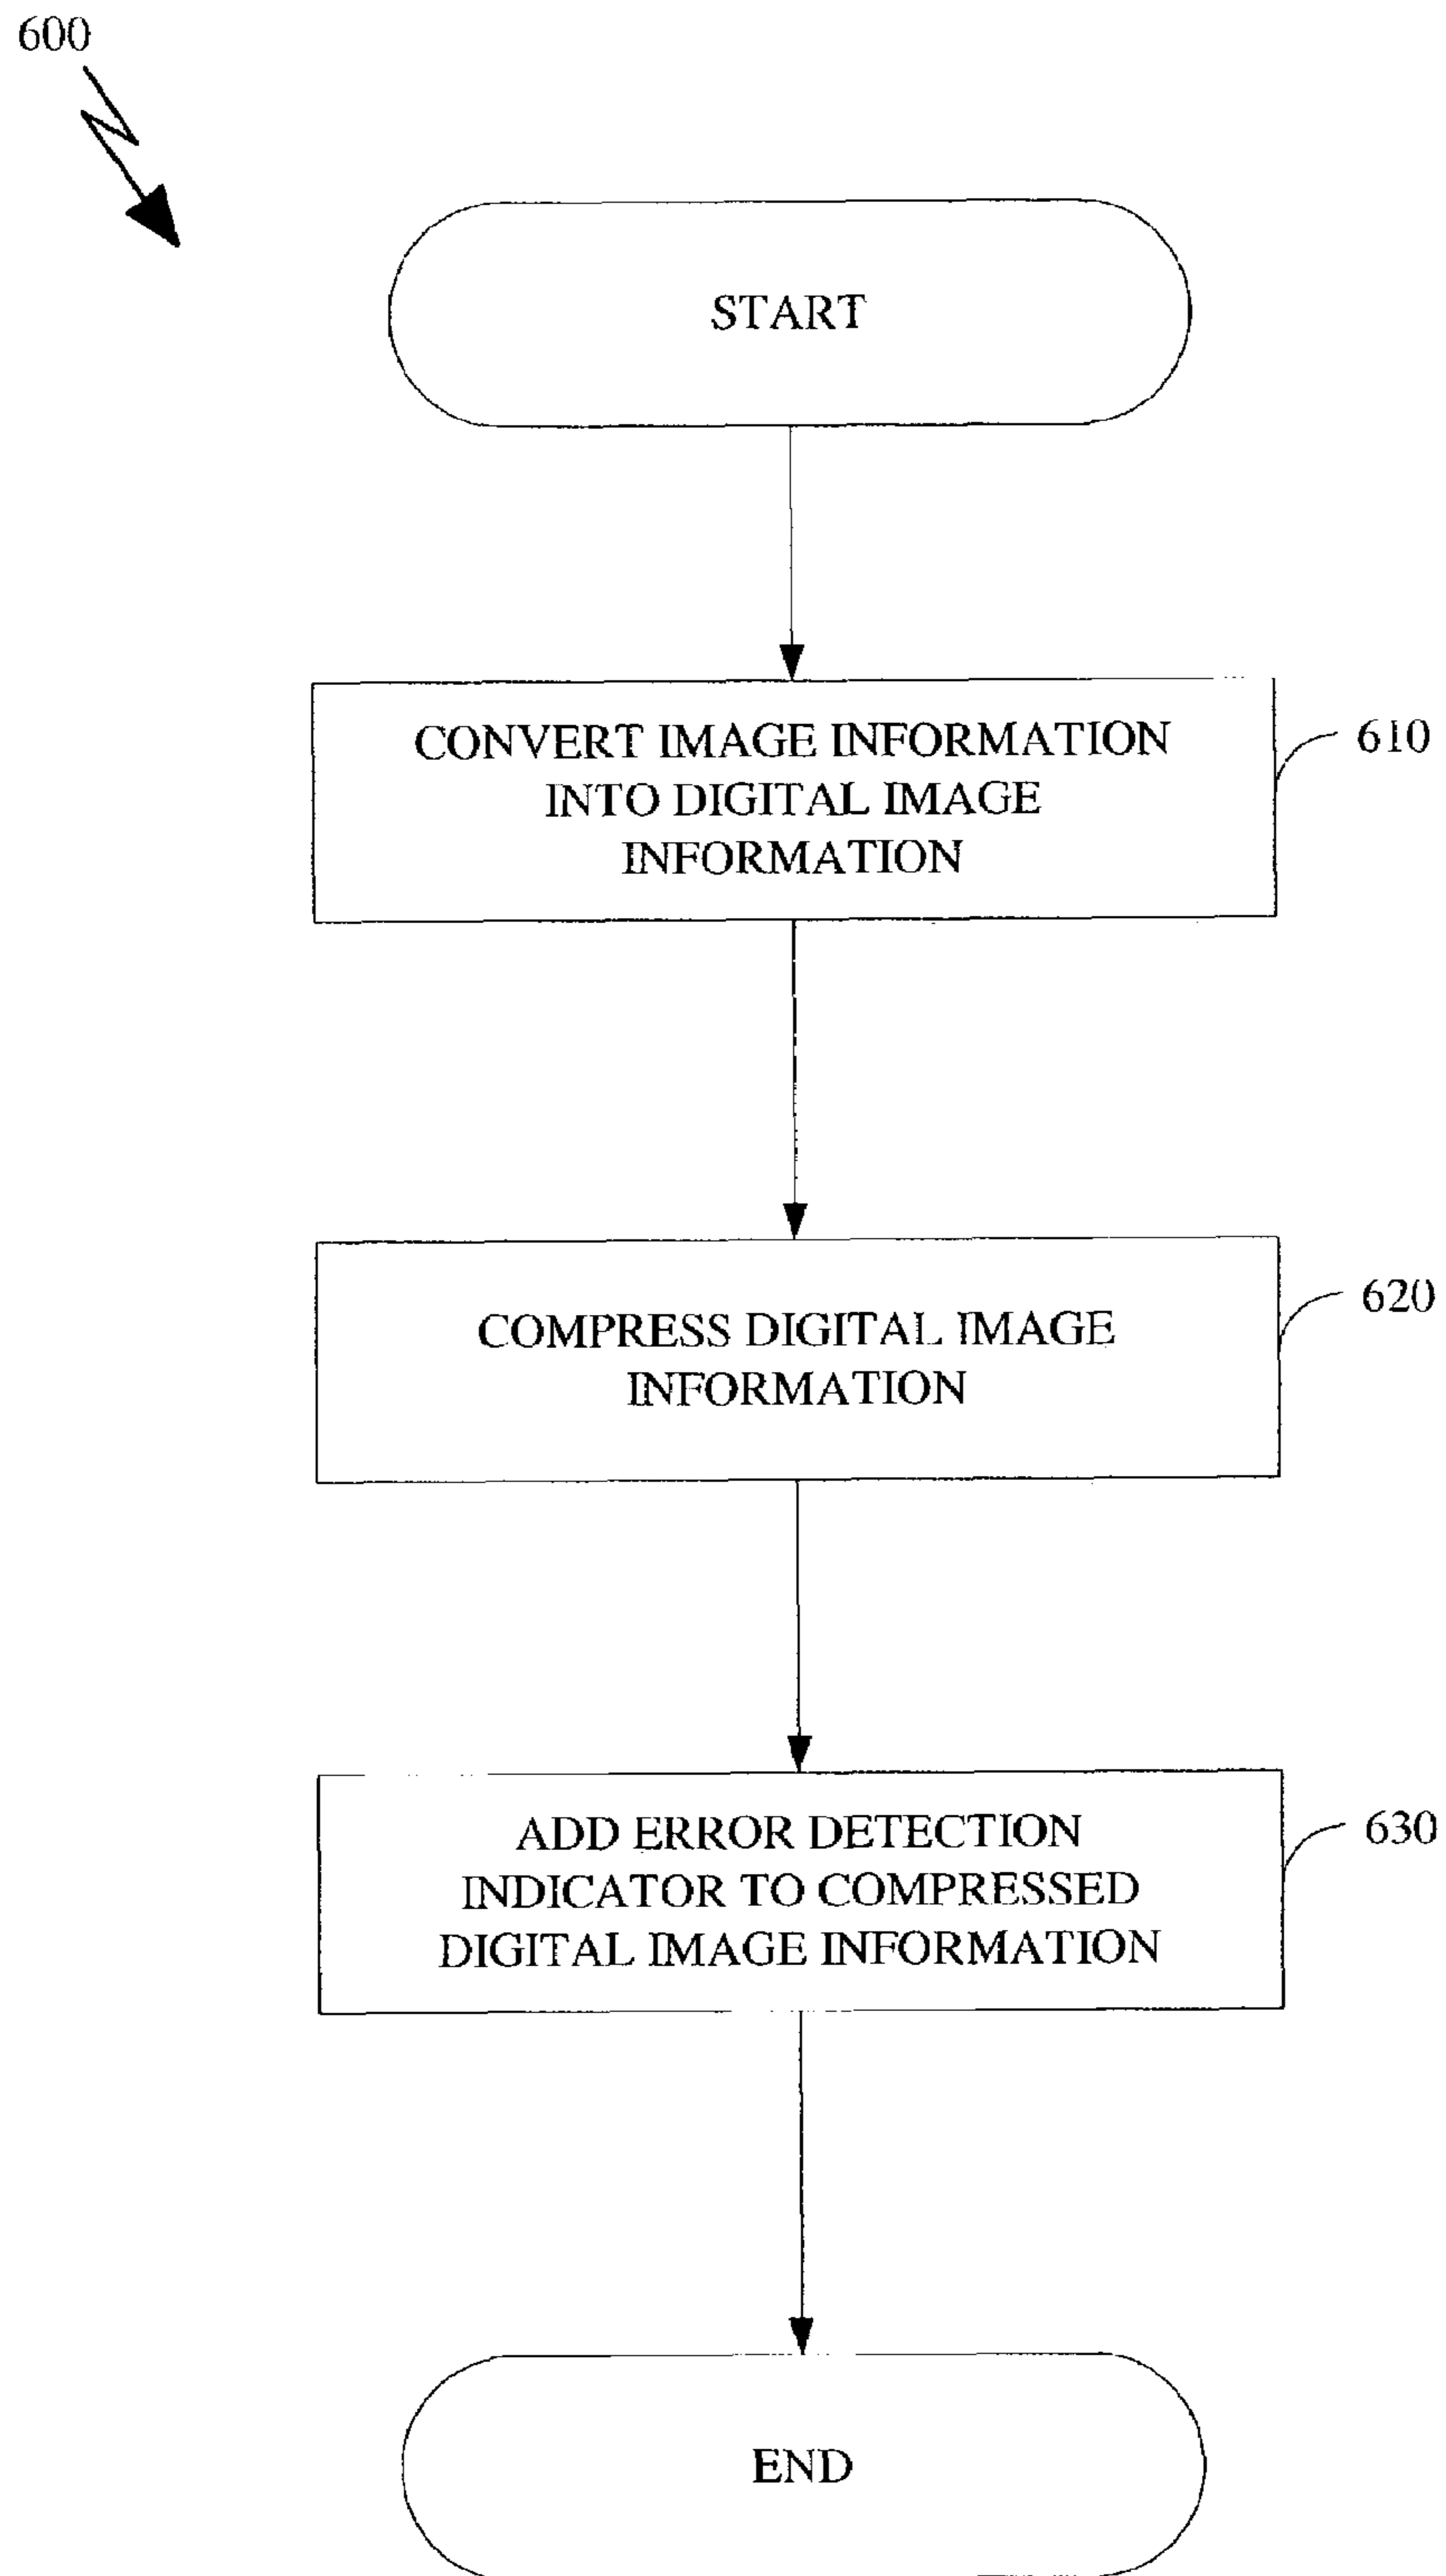 600
START
CONVERT IMAGE INFORMATION
INTO DIGITAL IMAGE
INFORMATION
610
COMPRESS DIGITAL IMAGE
INFORMATION
620
ADD ERROR DETECTION
INDICATOR TO COMPRESSED
DIGITAL IMAGE INFORMATION
630
END